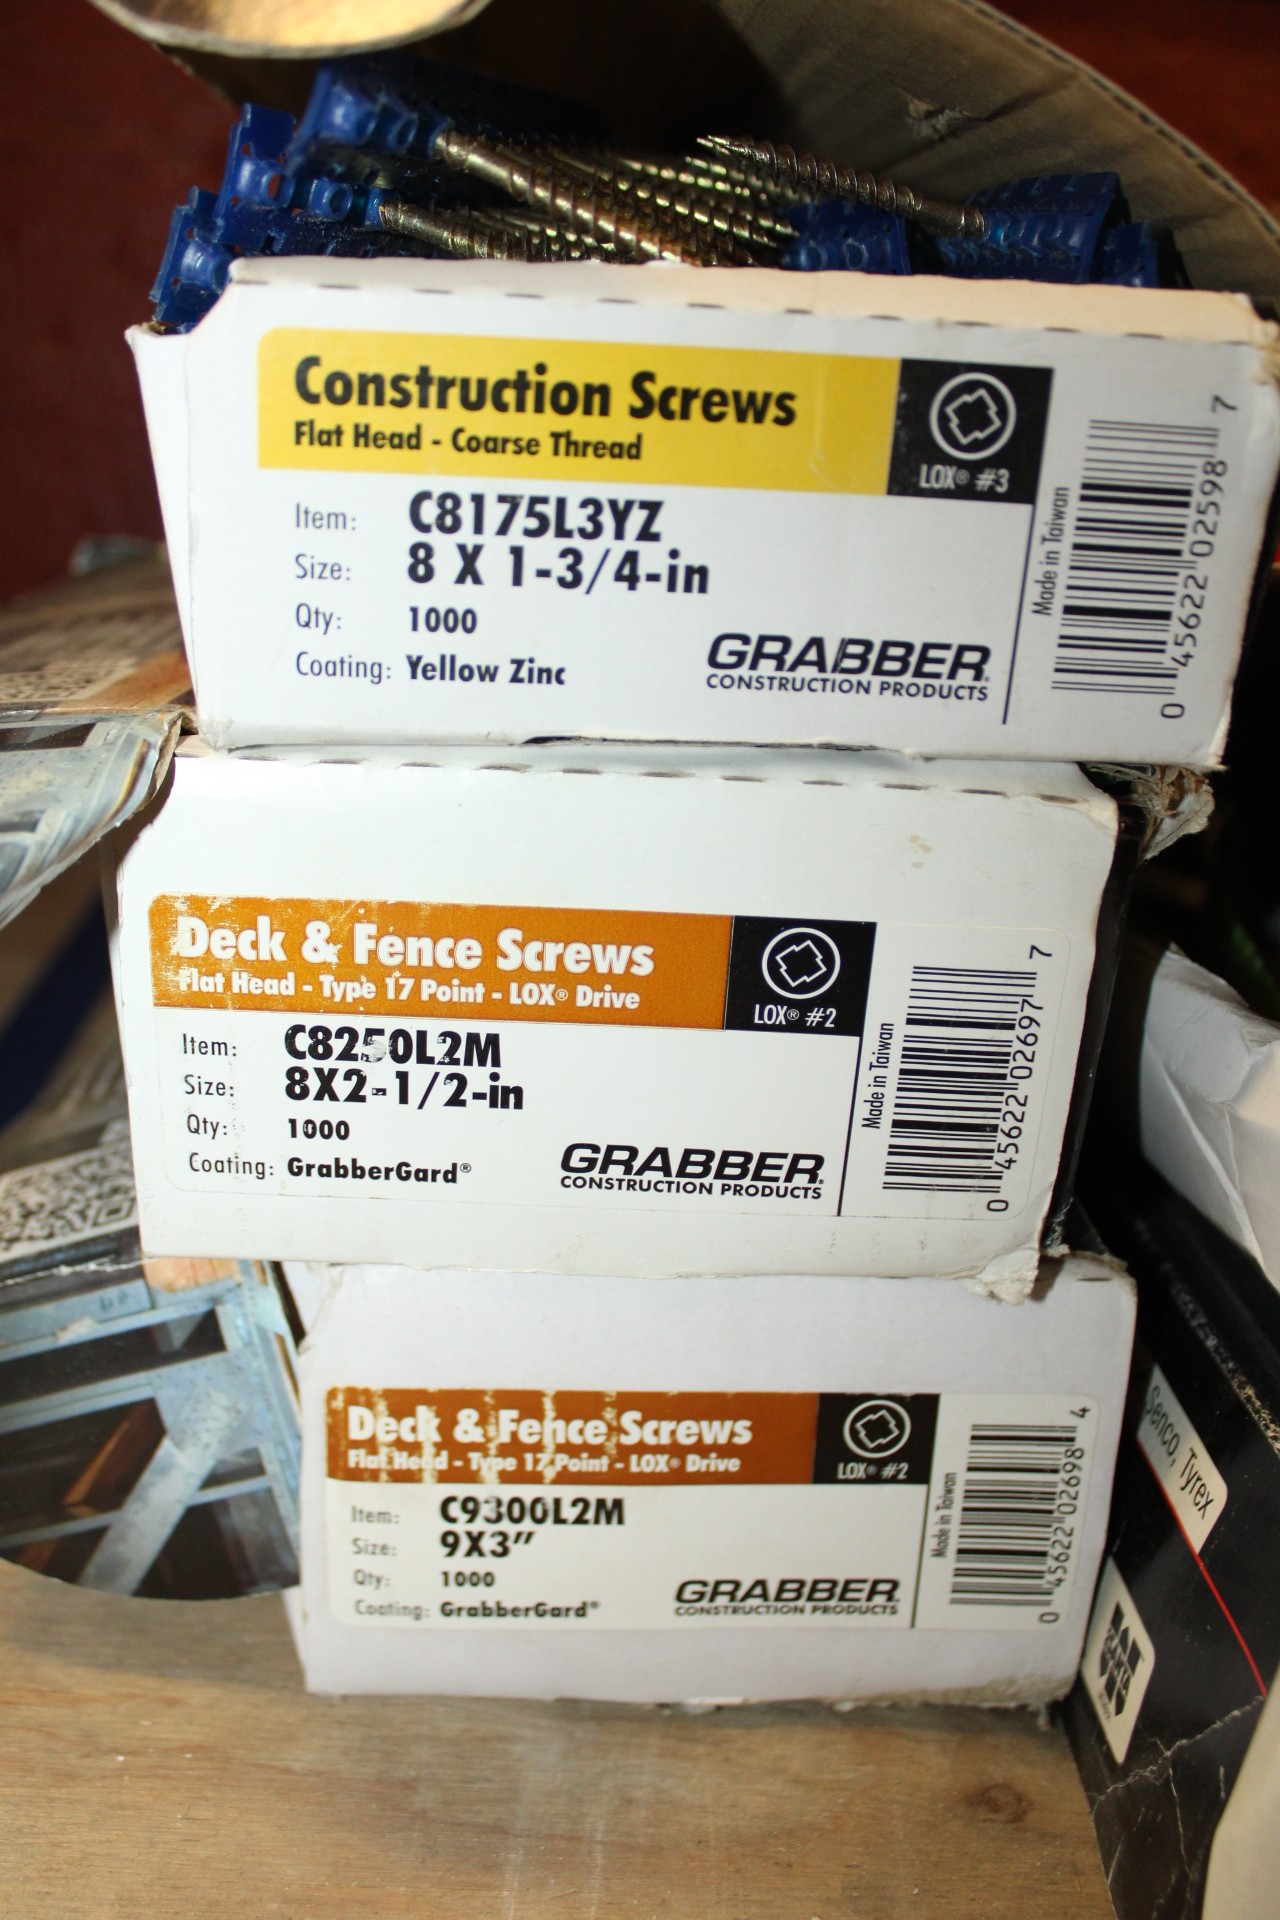 Construction Screws
Flat Head - Coarse Thread
LOX® #3
Item: C8175L3YZ
Size: 8 X 1-3/4-in
Qty: 1000
Coating: Yellow Zinc
GRABBER®
CONSTRUCTION PRODUCTS
Made in Taiwan
0 45622 02598 7
Deck & Fence Screws
Flat Head - Type 17 Point - LOX® Drive
LOX® #2
Item: C8250L2M
Size: 8X2-1/2-in
Qty: 1000
Coating: GrabberGard®
GRABBER®
CONSTRUCTION PRODUCTS
Made in Taiwan
0 45622 02697 7
Deck & Fence Screws
Flat Head - Type 17 Point - LOX® Drive
LOX® #2
Item: C9300L2M
Size: 9X3″
Qty: 1000
Coating: GrabberGard®
GRABBER®
CONSTRUCTION PRODUCTS
Made in Taiwan
0 45622 02698 4
Senco, Tyrex